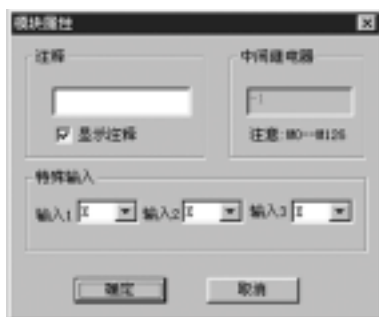 模块属性
注释
中间继电器
-1
显示注释
注意:M0--M126
特殊输入
输入1 X 输入2 X 输入3 X
确定 取消